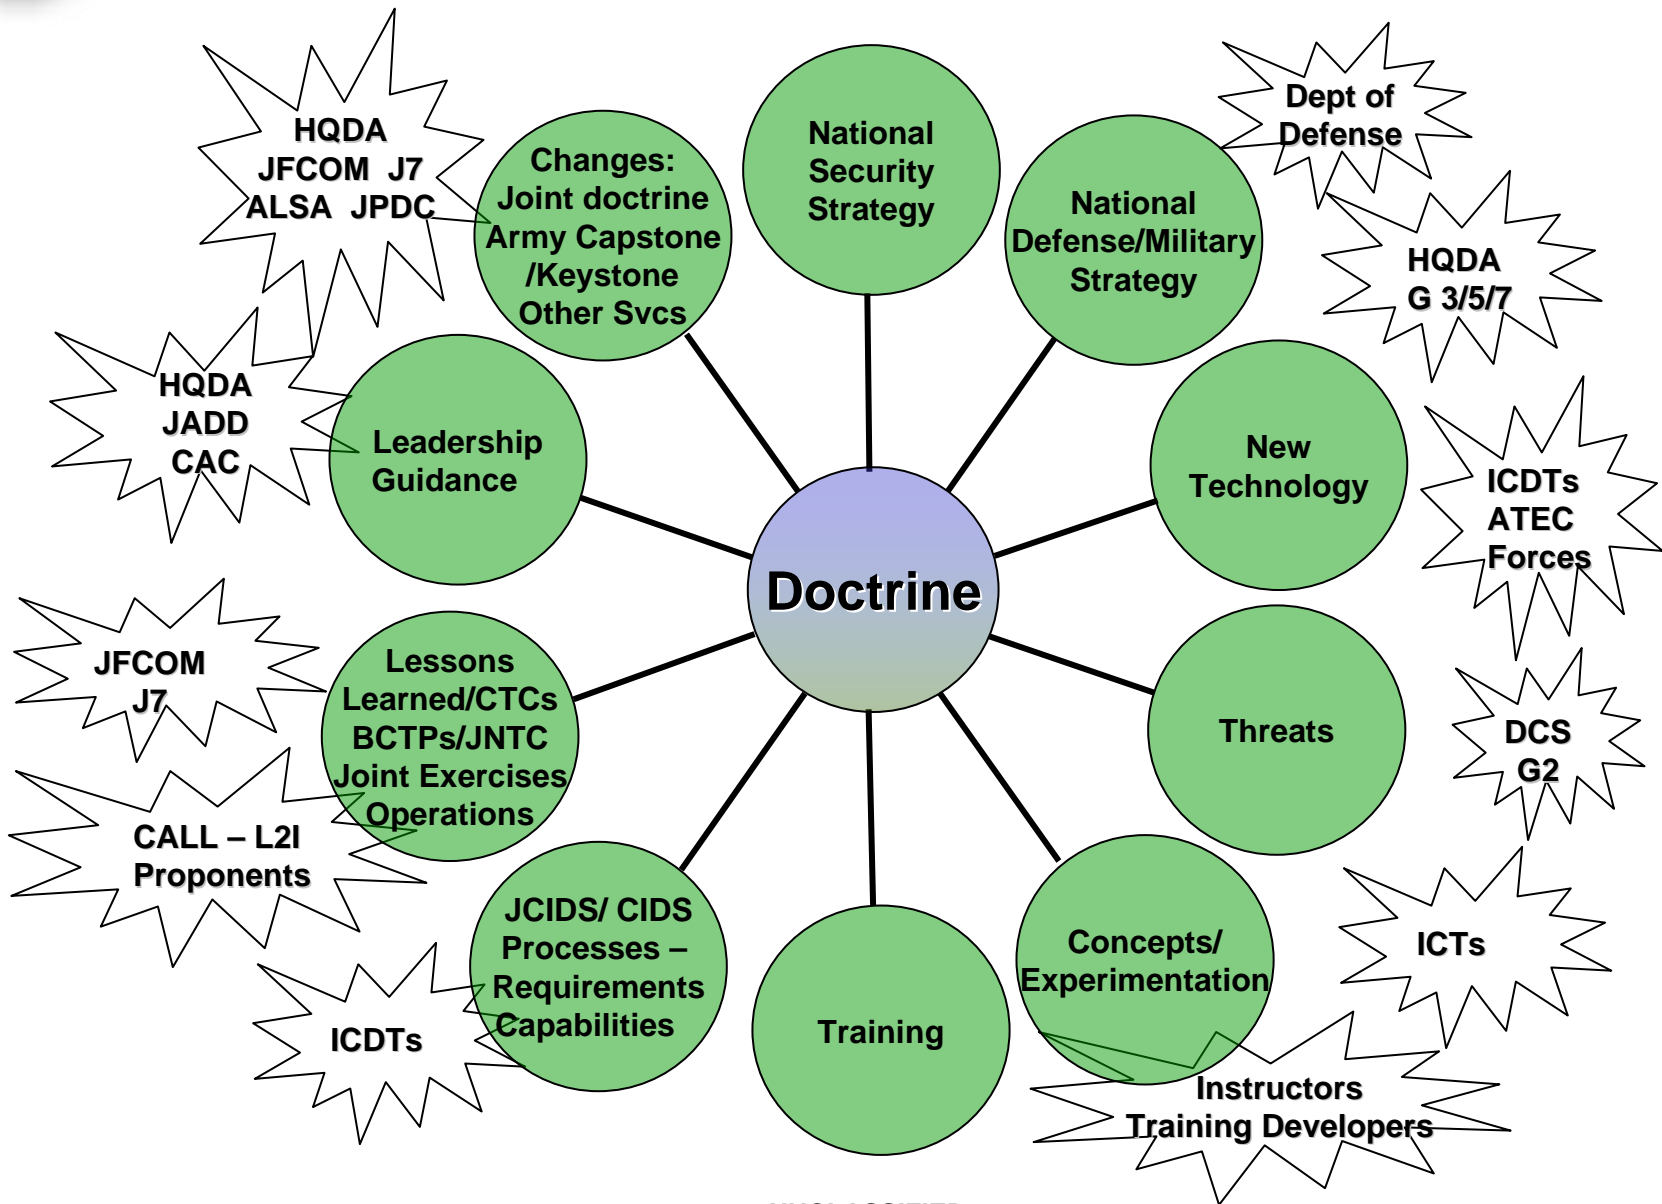 HQDA
JFCOM J7
ALSA JPDC
Changes:
Joint doctrine
Army Capstone
/Keystone
Other Svcs
National
Security
Strategy
National
Defense/Military
Strategy
Dept of
Defense
HQDA
G 3/5/7
HQDA
JADD
CAC
Leadership
Guidance
New
Technology
ICDTs
ATEC
Forces
Doctrine
JFCOM
J7
Lessons
Learned/CTCs
BCTPs/JNTC
Joint Exercises
Operations
Threats
DCS
G2
CALL – L2I
Proponents
JCIDS/ CIDS
Processes –
Requirements
Capabilities
ICDTs
Training
Concepts/
Experimentation
ICTs
Instructors
Training Developers